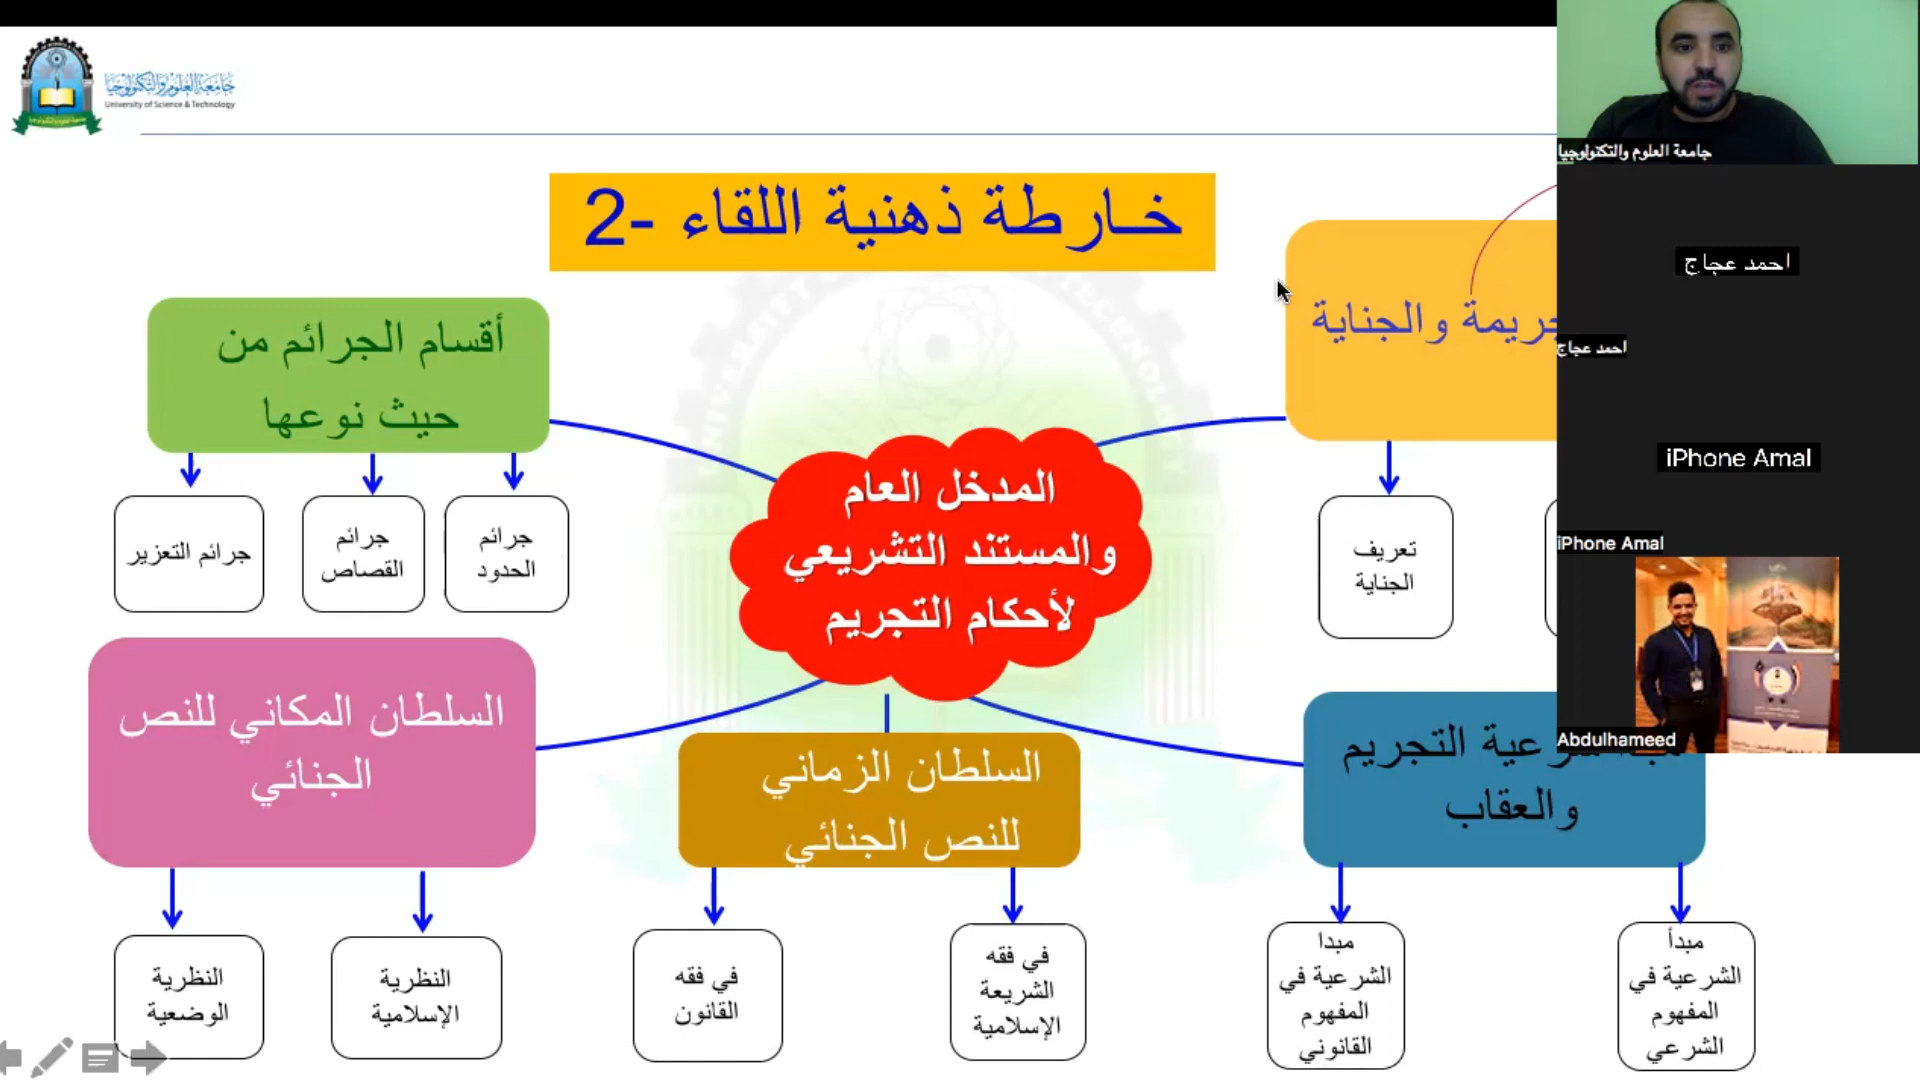 جامعة العلوم والتكنولوجيا
University of Science & Technology
جامعة العلوم والتكنولوجيا
خارطة ذهنية اللقاء -2
والجناية
أقسام الجرائم من
حيث نوعها
جرائم
الحدود
جرائم
القصاص
جرائم التعزير
تعريف
الجناية
المدخل العام
والمستند التشريعي
لأحكام التجريم
السلطان المكاني للنص
الجنائي
السلطان الزماني
للنص الجنائي
التجريم
والعقاب
مبدأ
الشرعية في
المفهوم
الشرعي
مبدا
الشرعية في
المفهوم
القانوني
في فقه
الشريعة
الإسلامية
في فقه
القانون
النظرية
الإسلامية
النظرية
الوضعية
احمد عجاج
احمد عجاج
iPhone Amal
iPhone Amal
Abdulhameed